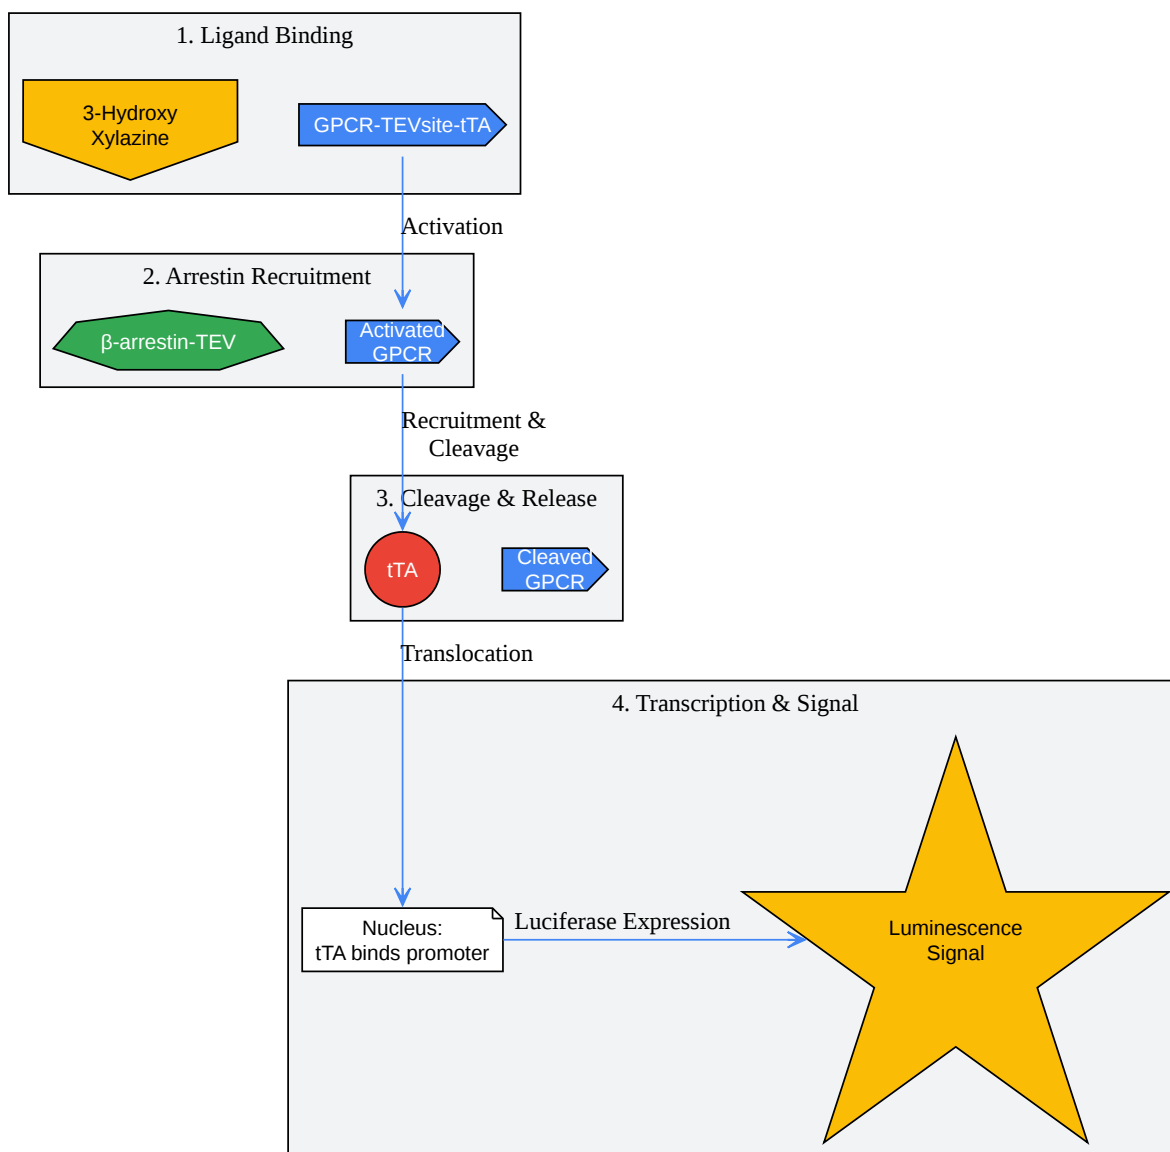 1. Ligand Binding
3-Hydroxy
Xylazine
GPCR-TEVsite-tTA
Activation
2. Arrestin Recruitment
β-arrestin-TEV
Activated
GPCR
Recruitment &
Cleavage
3. Cleavage & Release
tTA
Cleaved
GPCR
Translocation
4. Transcription & Signal
Nucleus:
tTA binds promoter
Luciferase Expression
Luminescence
Signal